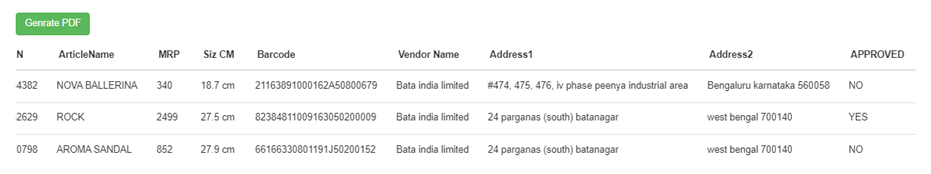 Genrate PDF
N ArticleName MRP Siz CM Barcode Vendor Name Address1 Address2 APPROVED
4382 NOVA BALLERINA 340 18.7 cm 21163891000162A50800679 Bata india limited #474, 475, 476, iv phase peenya industrial area Bengaluru karnataka 560058 NO
2629 ROCK 2499 27.5 cm 82384811009163050200009 Bata india limited 24 parganas (south) batanagar west bengal 700140 YES
0798 AROMA SANDAL 852 27.9 cm 66166330801191J50200152 Bata india limited 24 parganas (south) batanagar west bengal 700140 NO